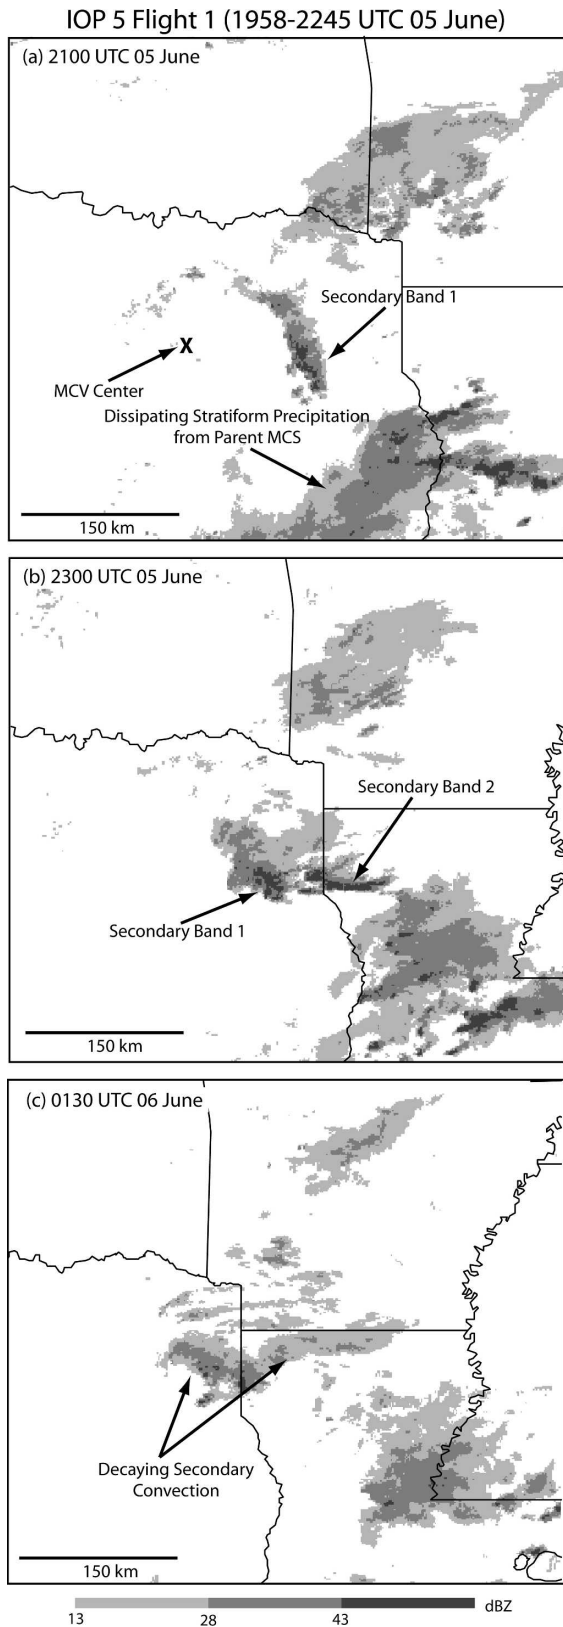 IOP 5 Flight 1 (1958-2245 UTC 05 June)
(a) 2100 UTC 05 June
Secondary Band 1
X
MCV Center
Dissipating Stratiform Precipitation
from Parent MCS
150 km
(b) 2300 UTC 05 June
Secondary Band 2
Secondary Band 1
150 km
(c) 0130 UTC 06 June
Decaying Secondary
Convection
150 km
dBZ
13 28 43